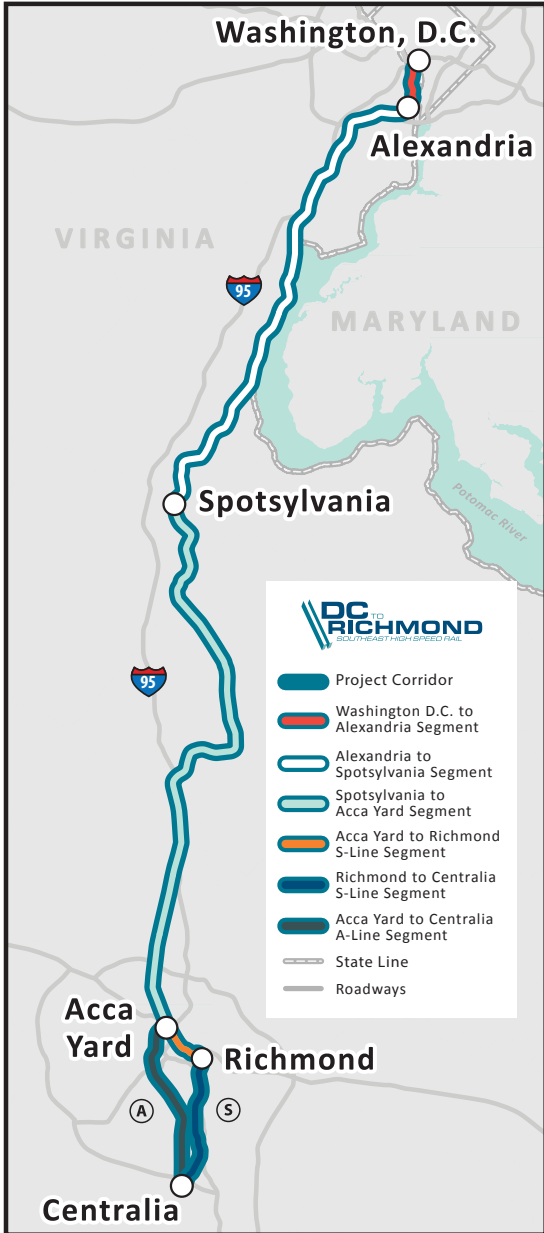 Washington, D.C.
Alexandria
VIRGINIA
95
MARYLAND
Spotsylvania
Potomac River
DC TO
RICHMOND
SOUTHEAST HIGH SPEED RAIL
95
Project Corridor
Washington D.C. to
Alexandria Segment
Alexandria to
Spotsylvania Segment
Spotsylvania to
Acca Yard Segment
Acca Yard to Richmond
S-Line Segment
Richmond to Centralia
S-Line Segment
Acca Yard to Centralia
A-Line Segment
State Line
Roadways
Acca
Yard
Richmond
A
S
Centralia